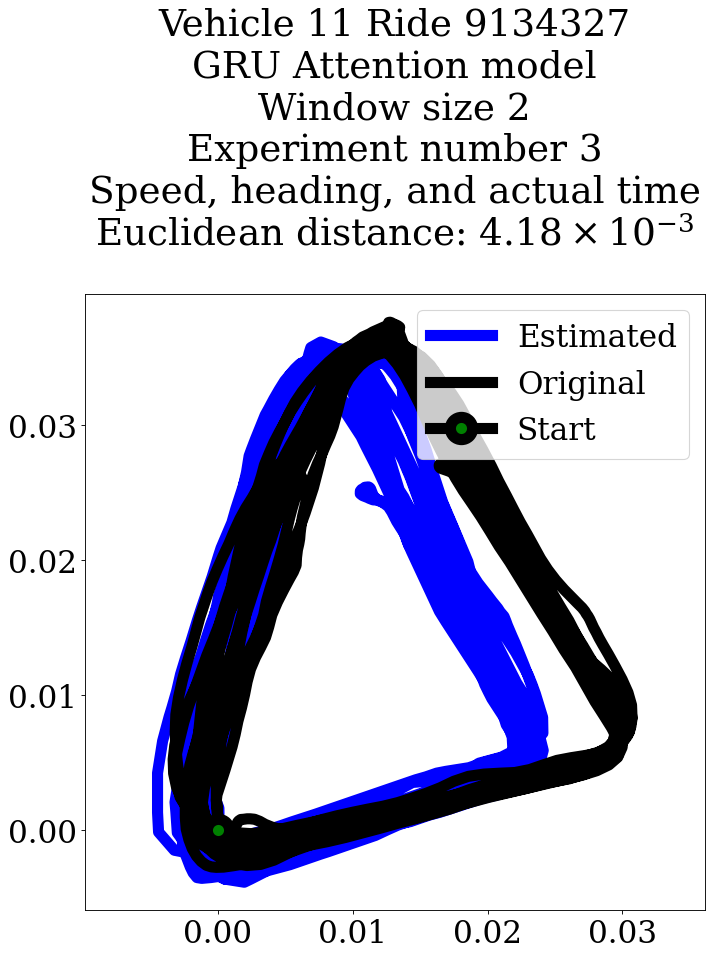 Vehicle 11 Ride 9134327
GRU Attention model
Window size 2
Experiment number 3
Speed, heading, and actual time
Euclidean distance: 4.18 × 10⁻³
Estimated
Original
Start
0.03
0.02
0.01
0.00
0.00 0.01 0.02 0.03